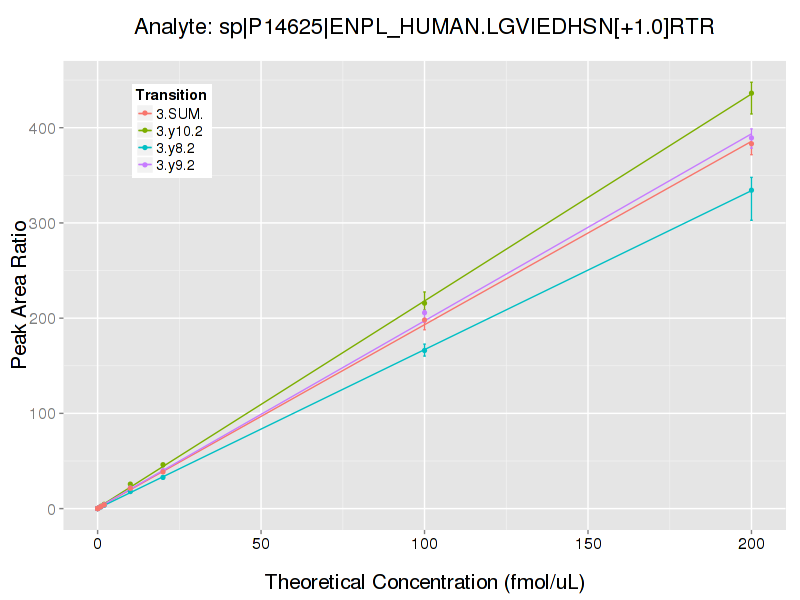 Analyte: sp|P14625|ENPL_HUMAN.LGVIEDHSN[+1.0]RTR
Transition
3.SUM.
3.y10.2
3.y8.2
3.y9.2
Peak Area Ratio
400
300
200
100
0
0 50 100 150 200
Theoretical Concentration (fmol/uL)